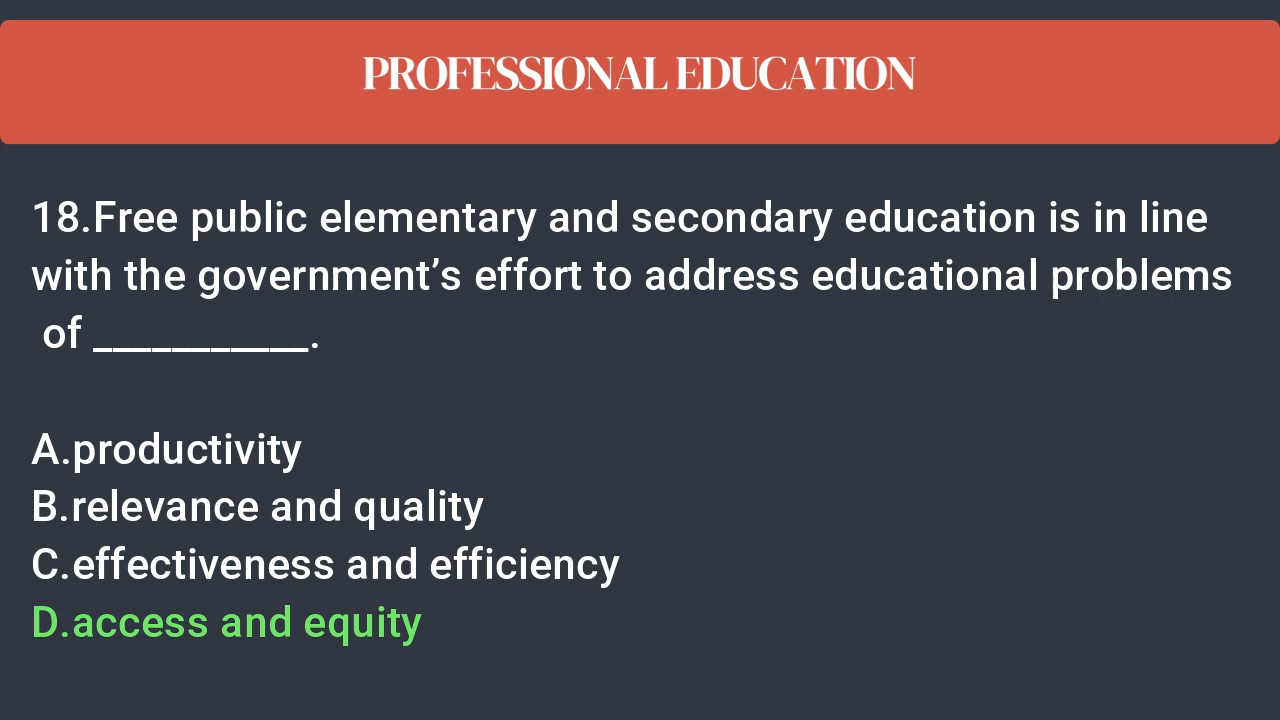 PROFESSIONAL EDUCATION
18.Free public elementary and secondary education is in line
with the government’s effort to address educational problems
of ___________.
A.productivity
B.relevance and quality
C.effectiveness and efficiency
D.access and equity